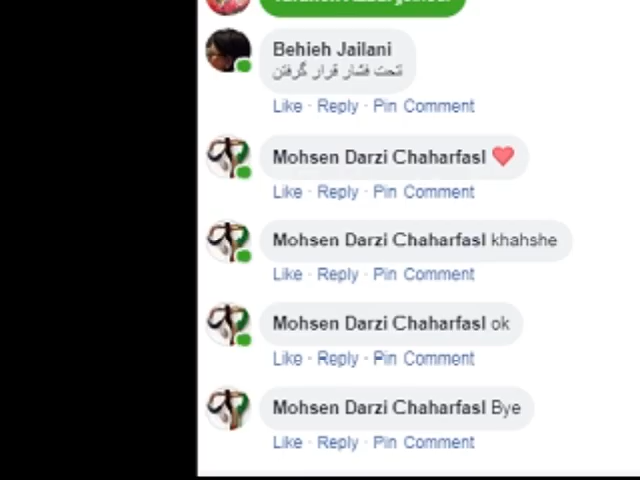 Behieh Jailani
تحت فشار قرار گرفتن
Like · Reply · Pin Comment
Mohsen Darzi Chaharfasl ❤
Like · Reply · Pin Comment
Mohsen Darzi Chaharfasl khahshe
Like · Reply · Pin Comment
Mohsen Darzi Chaharfasl ok
Like · Reply · Pin Comment
Mohsen Darzi Chaharfasl Bye
Like · Reply · Pin Comment